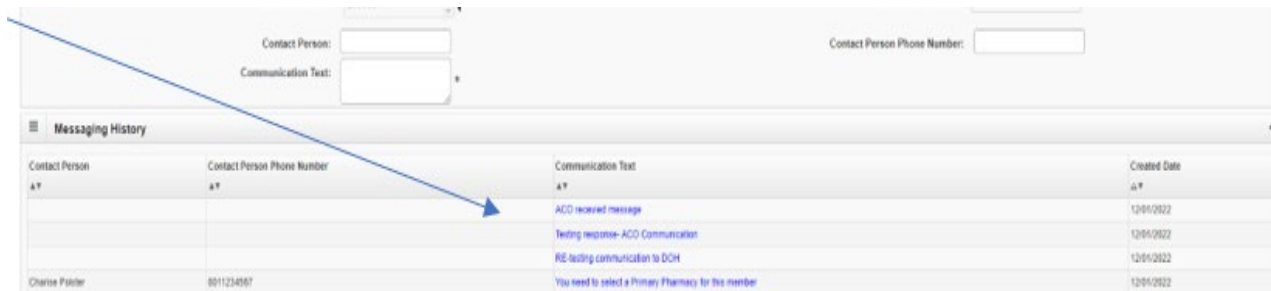 Contact Person:
Contact Person Phone Number:
Communication Text:
*
Messaging History
Contact Person Contact Person Phone Number Communication Text Created Date
ACO recevied message 12/01/2022
Testing response- ACO Communication 12/01/2022
RE-testing communication to DOH 12/01/2022
Charise Polster 8011234567 You need to select a Primary Pharmacy for this member 12/01/2022